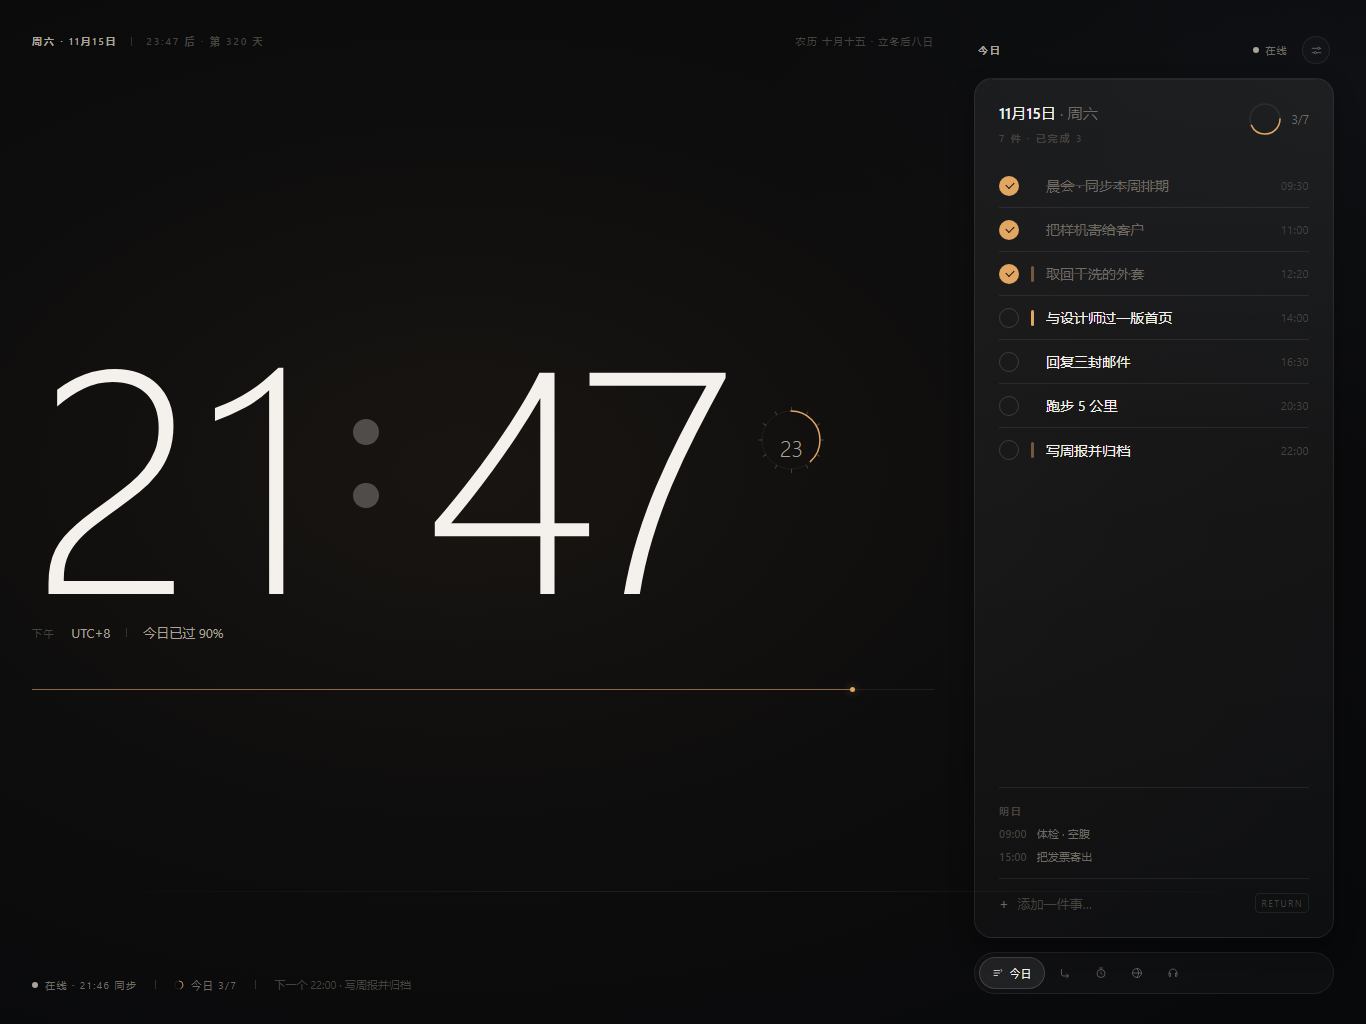 周六 · 11月15日 | 23:47 后 · 第 320 天
农历 十月十五 · 立冬后八日
21:47
23
下午 UTC+8 | 今日已过 90%
在线 · 21:46 同步 | 今日 3/7 | 下一个 22:00 · 写周报并归档
今日
在线
11月15日 · 周六
7 件 · 已完成 3
3/7
晨会 · 同步本周排期 09:30
把样机寄给客户 11:00
取回干洗的外套 12:20
与设计师过一版首页 14:00
回复三封邮件 16:30
跑步 5 公里 20:30
写周报并归档 22:00
明日
09:00 体检 · 空腹
15:00 把发票寄出
+ 添加一件事... RETURN
今日